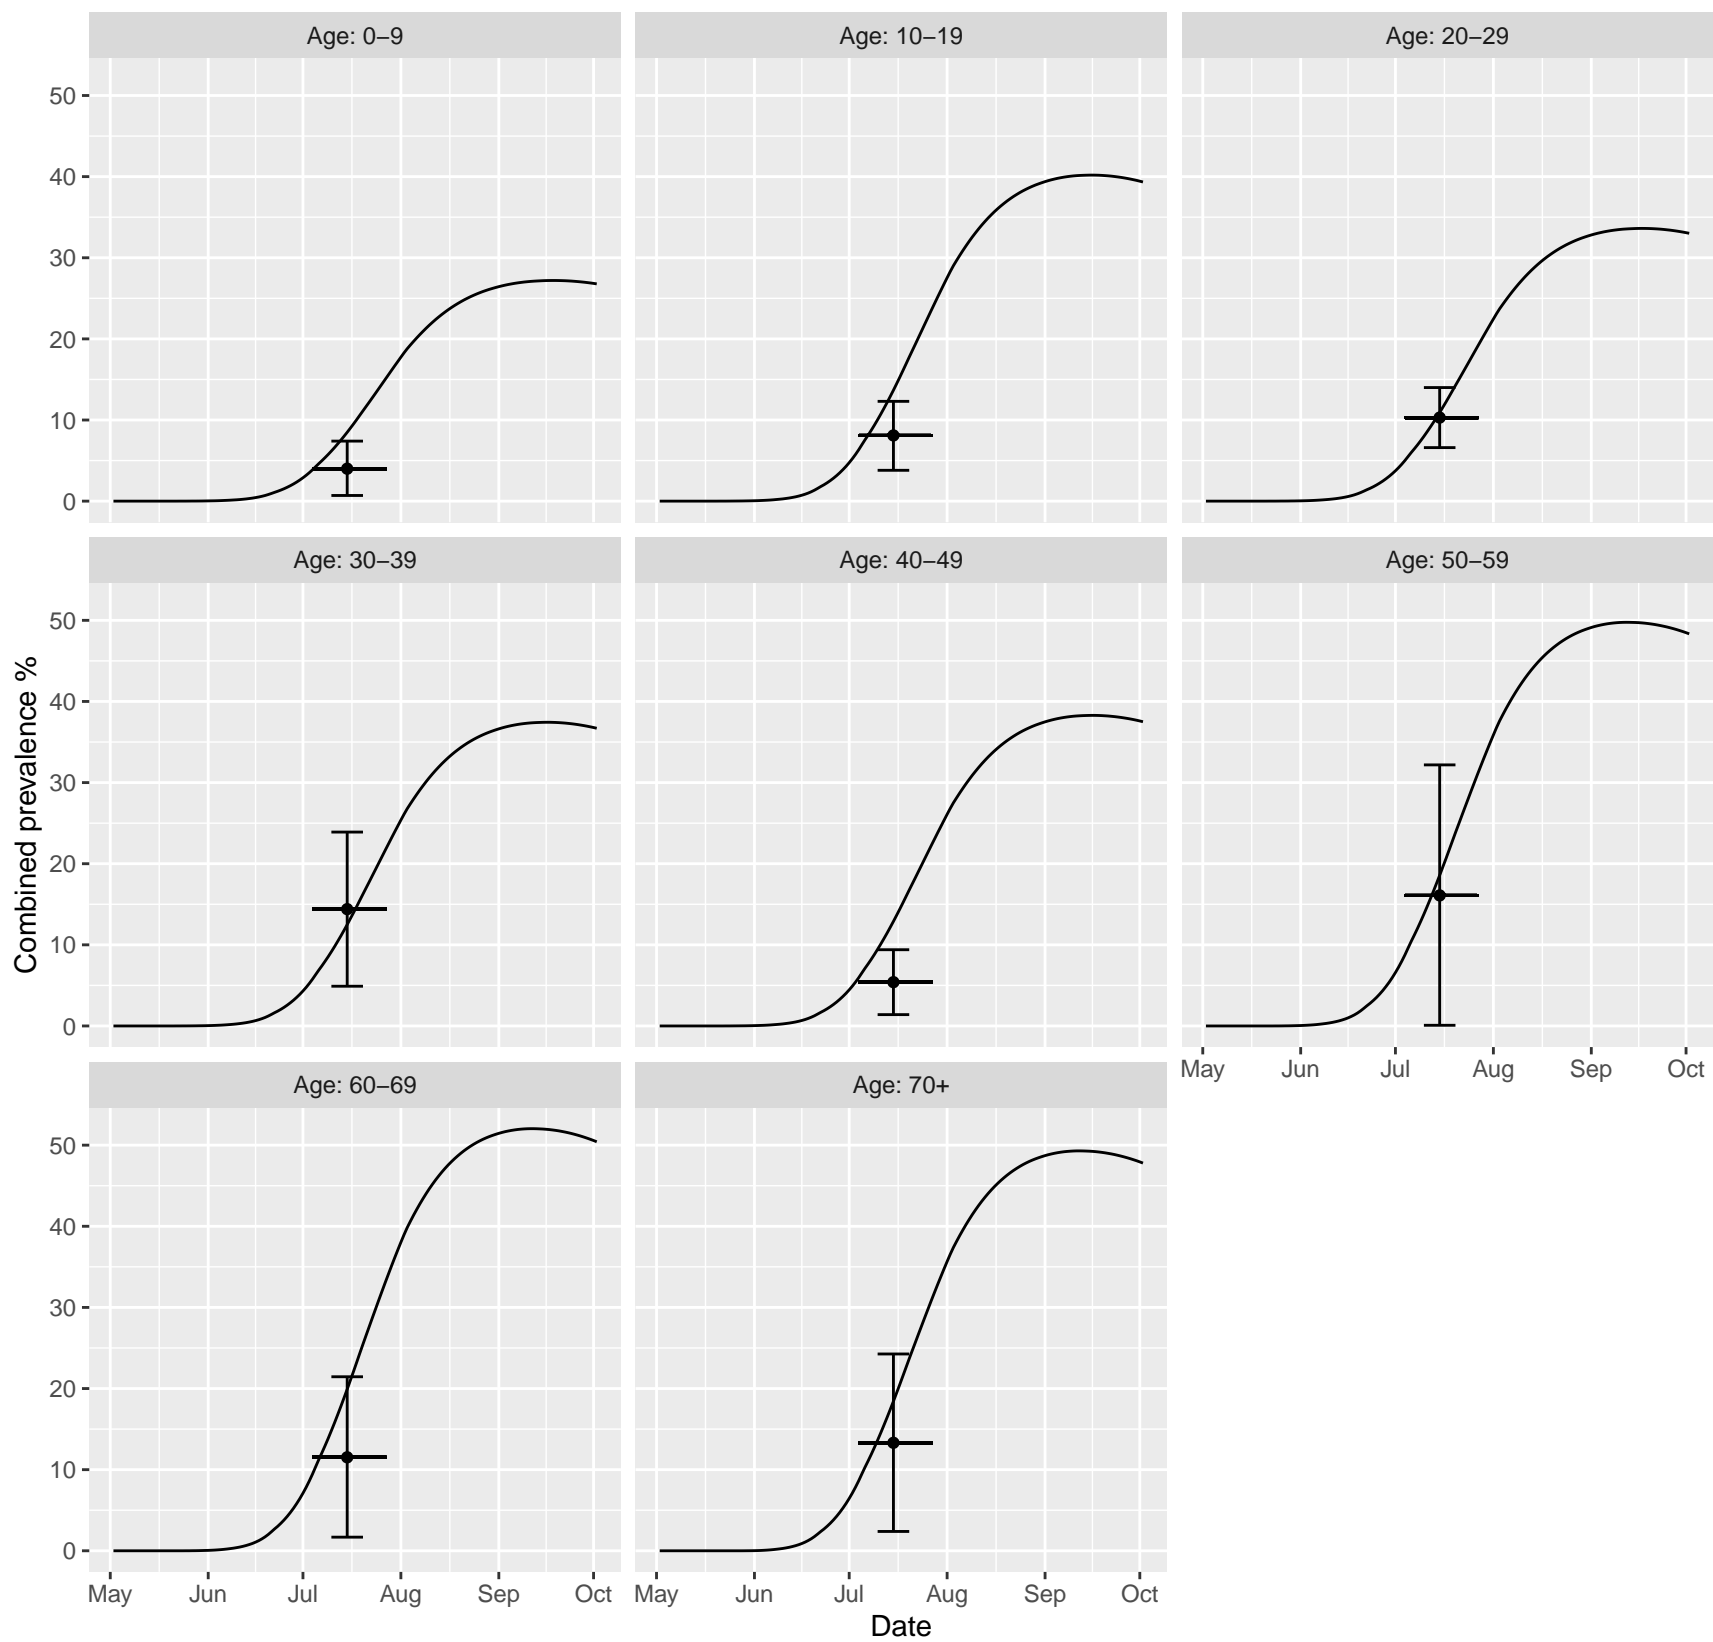 Age: 0–9
Age: 10–19
Age: 20–29
50
40
30
20
10
0
Age: 30–39
Age: 40–49
Age: 50–59
50
40
30
20
10
0
May Jun Jul Aug Sep Oct
Age: 60–69
Age: 70+
50
40
30
20
10
0
May Jun Jul Aug Sep Oct
May Jun Jul Aug Sep Oct
Combined prevalence %
Date